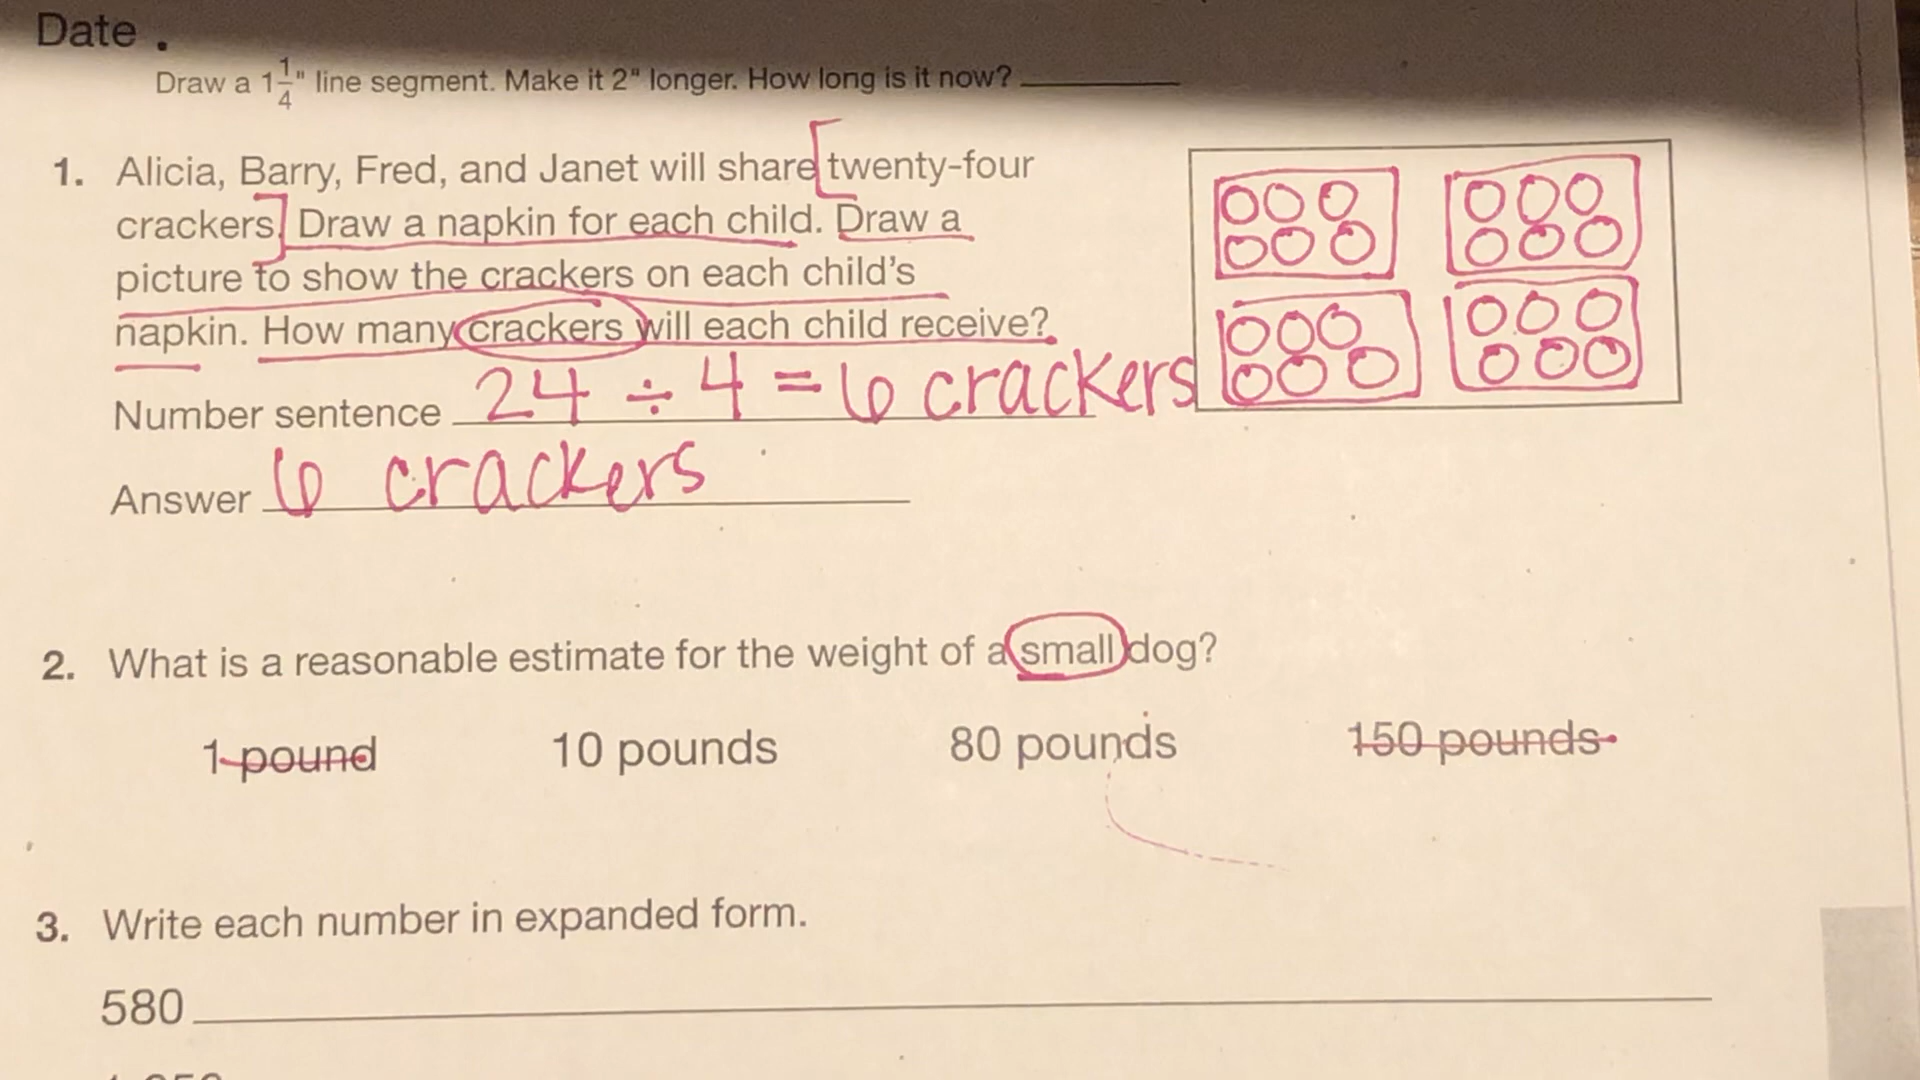 Date .
Draw a 1 1/4" line segment. Make it 2" longer. How long is it now?
1. Alicia, Barry, Fred, and Janet will share twenty-four
crackers. Draw a napkin for each child. Draw a
picture to show the crackers on each child's
napkin. How many crackers will each child receive?
Number sentence 24 ÷ 4 = 6 crackers
Answer 6 crackers
2. What is a reasonable estimate for the weight of a small dog?
1 pound 10 pounds 80 pounds 150 pounds
3. Write each number in expanded form.
580